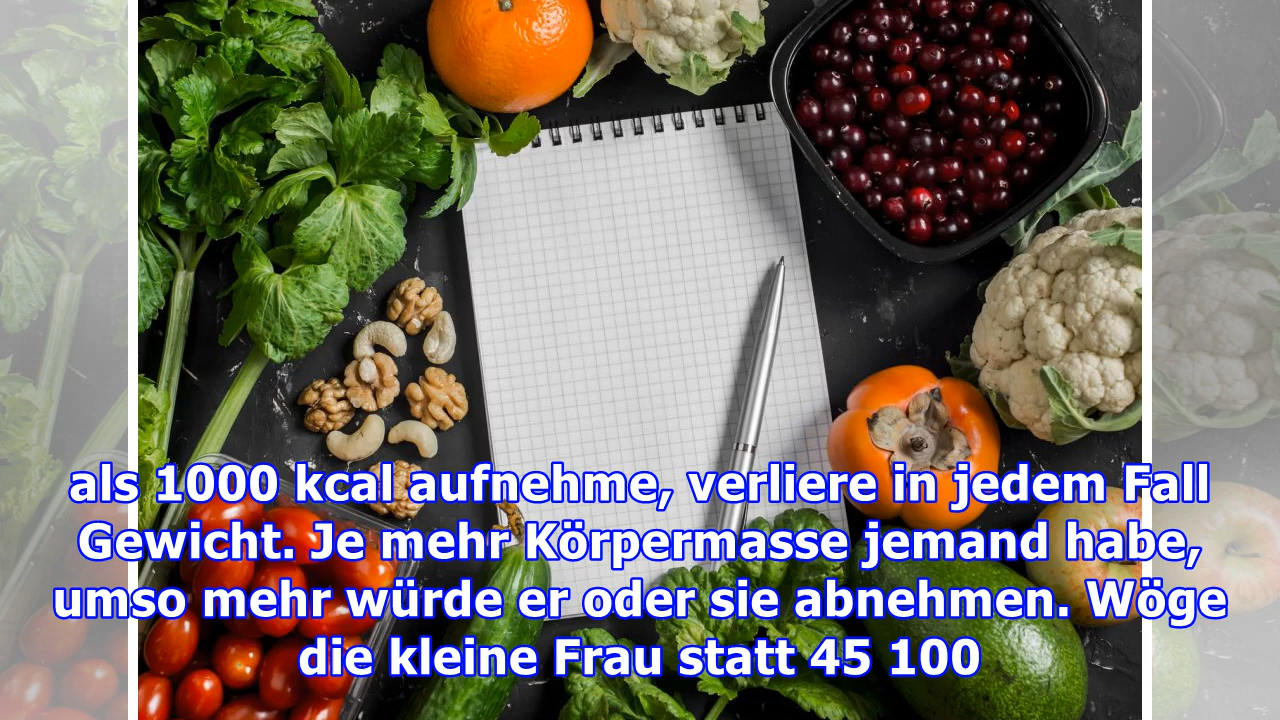 als 1000 kcal aufnehme, verliere in jedem Fall
Gewicht. Je mehr Körpermasse jemand habe,
umso mehr würde er oder sie abnehmen. Wöge
die kleine Frau statt 45 100